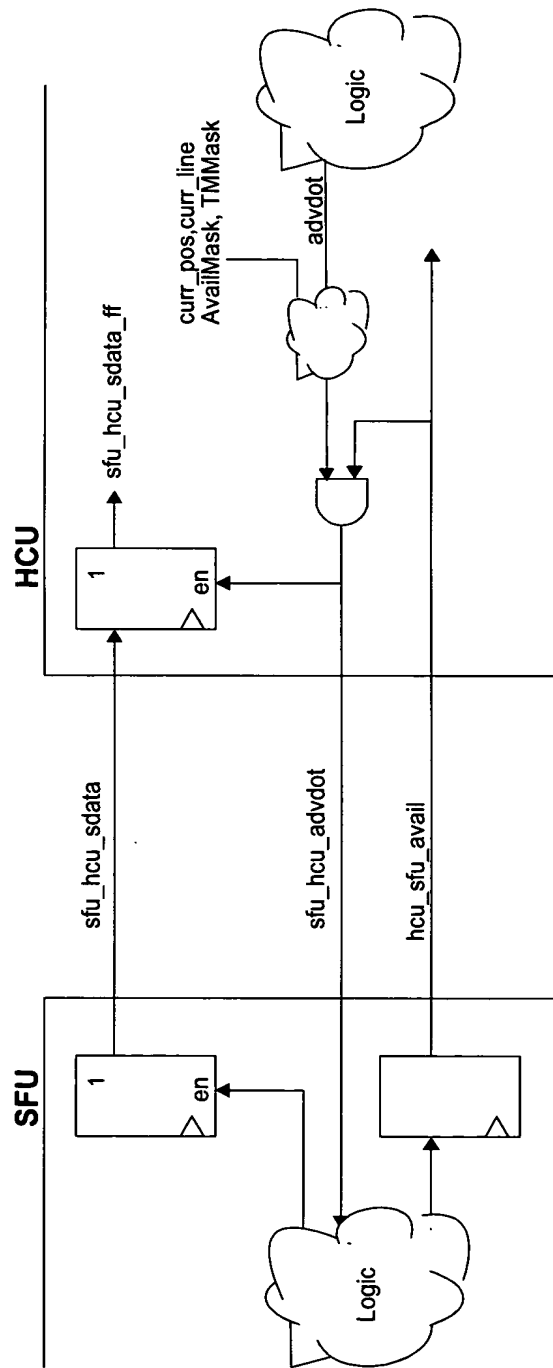 SFU
HCU
1
en
sfu_hcu_sdata
1
en
sfu_hcu_sdata_ff
curr_pos,curr_line
AvailMask, TMMask
sfu_hcu_advdot
advdot
Logic
Logic
hcu_sfu_avail